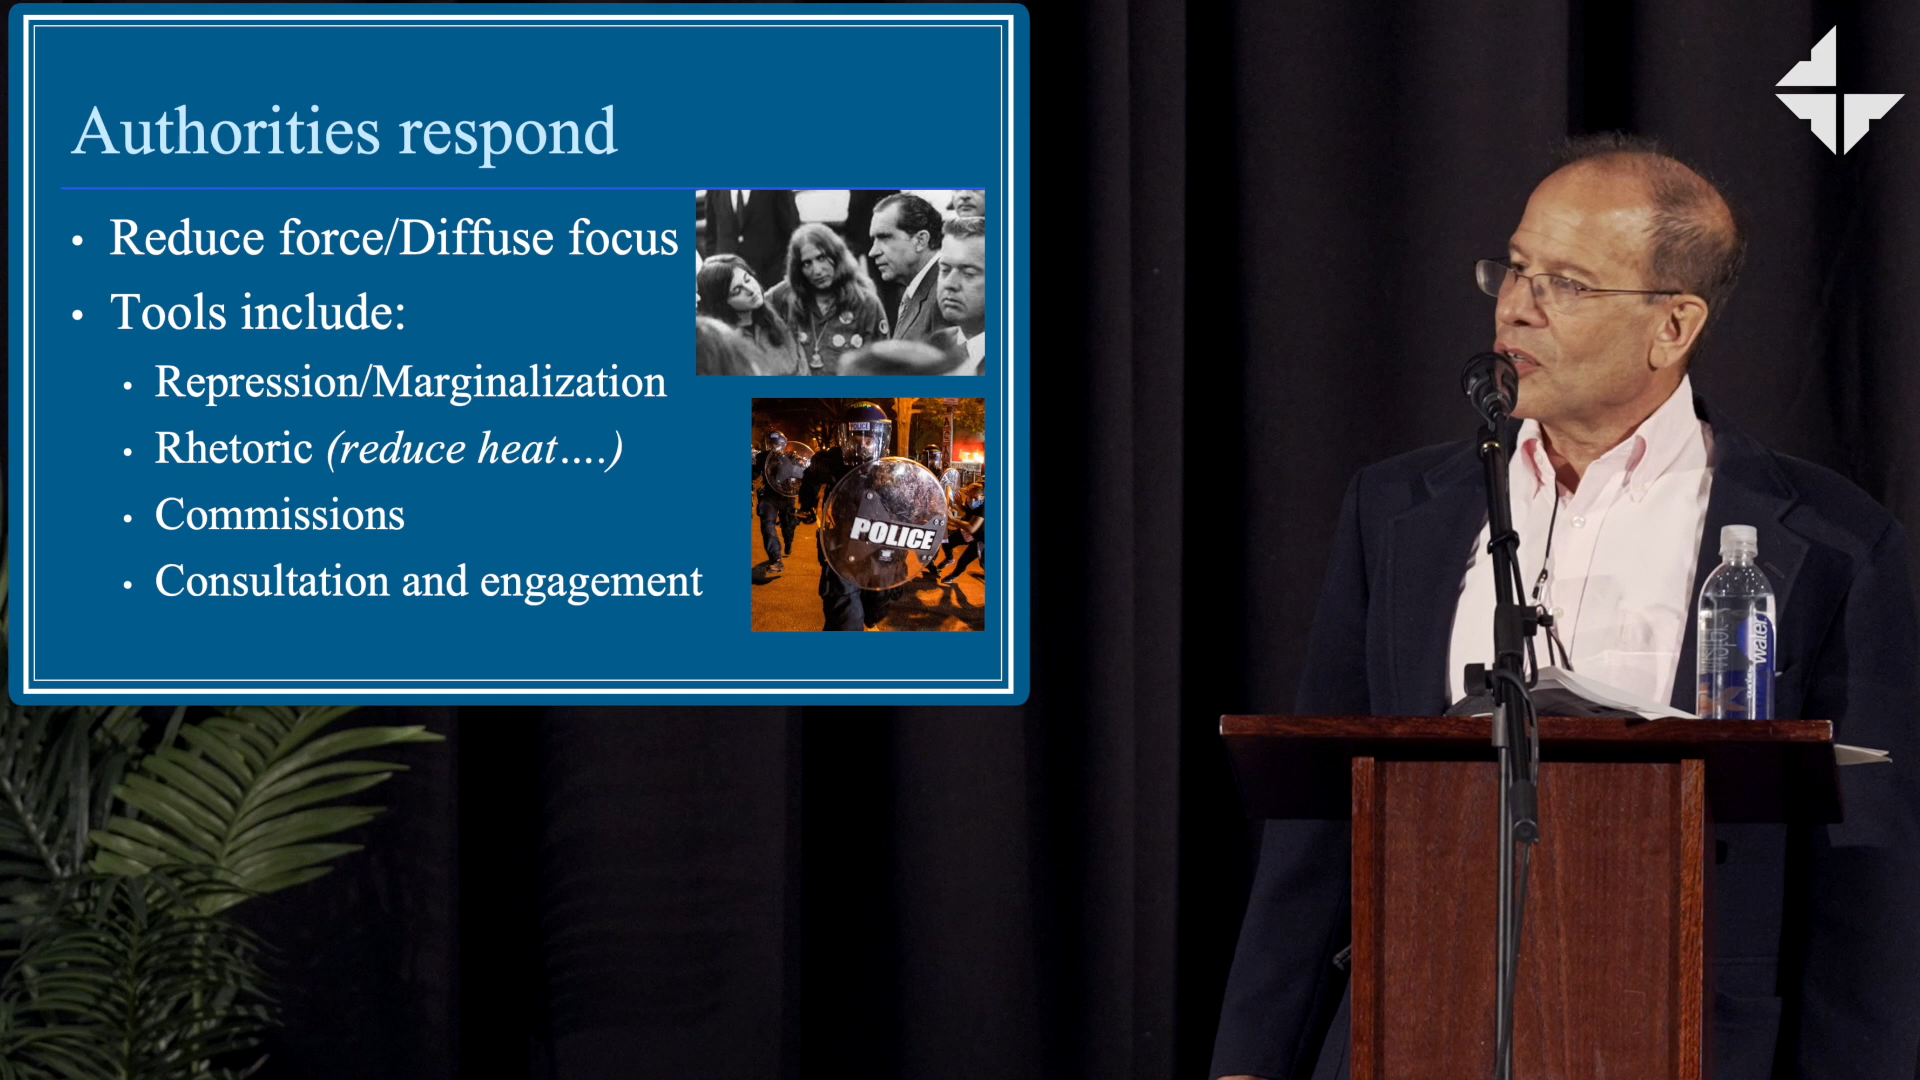 Authorities respond
• Reduce force/Diffuse focus
• Tools include:
• Repression/Marginalization
• Rhetoric (reduce heat….)
• Commissions
• Consultation and engagement
POLICE
POLICE
water